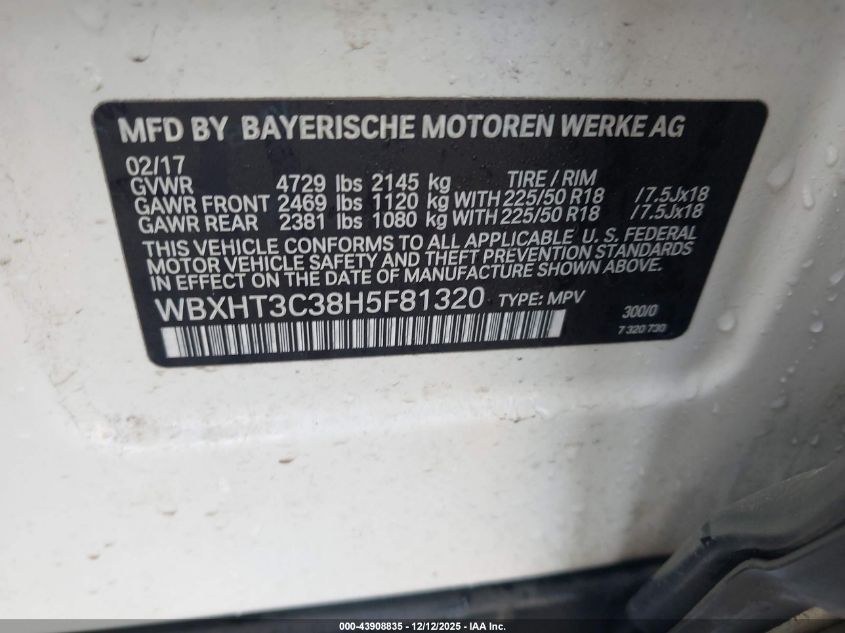 MFD BY BAYERISCHE MOTOREN WERKE AG
02/17
GVWR 4729 lbs 2145 kg TIRE / RIM
GAWR FRONT 2469 lbs 1120 kg WITH 225/50 R18 /7.5Jx18
GAWR REAR 2381 lbs 1080 kg WITH 225/50 R18 /7.5Jx18
THIS VEHICLE CONFORMS TO ALL APPLICABLE U. S. FEDERAL
MOTOR VEHICLE SAFETY AND THEFT PREVENTION STANDARDS
IN EFFECT ON THE DATE OF MANUFACTURE SHOWN ABOVE.
WBXHT3C38H5F81320 TYPE: MPV 300/0
7 320 730
000-43908835 - 12/12/2025 - IAA Inc.